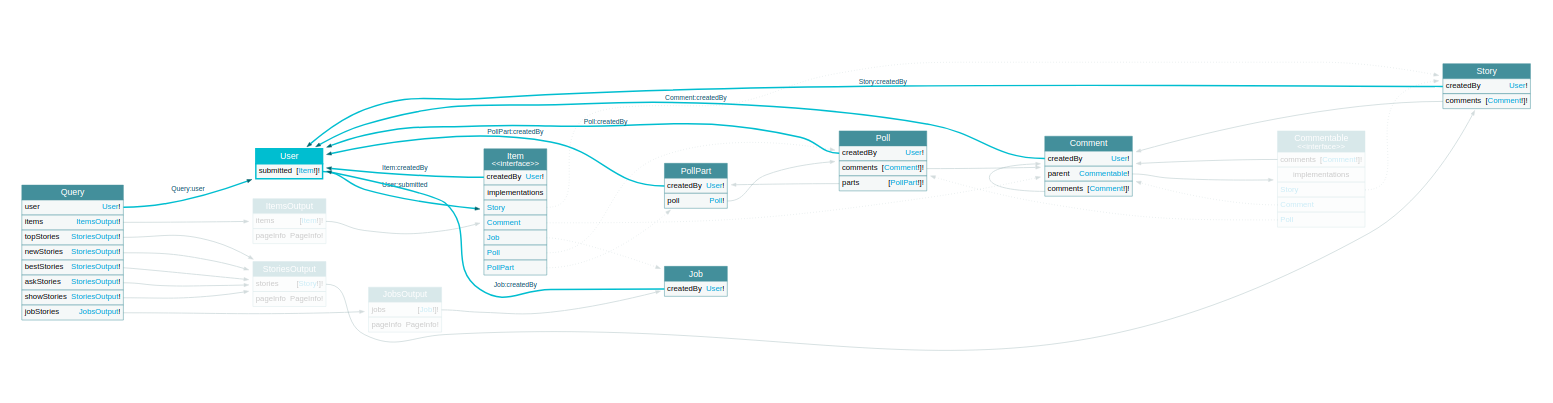 Query
user User!
items ItemsOutput!
topStories StoriesOutput!
newStories StoriesOutput!
bestStories StoriesOutput!
askStories StoriesOutput!
showStories StoriesOutput!
jobStories JobsOutput!
Query:user
User
submitted [Item!]!
ItemsOutput
items [Item!]!
pageInfo PageInfo!
StoriesOutput
stories [Story!]!
pageInfo PageInfo!
JobsOutput
jobs [Job!]!
pageInfo PageInfo!
Item:createdBy
User:submitted
PollPart:createdBy
Poll:createdBy
Comment:createdBy
Story:createdBy
Job:createdBy
Item
<<interface>>
createdBy User!
implementations
Story
Comment
Job
Poll
PollPart
PollPart
createdBy User!
poll Poll!
Job
createdBy User!
Poll
createdBy User!
comments [Comment!]!
parts [PollPart!]!
Comment
createdBy User!
parent Commentable!
comments [Comment!]!
Commentable
<<interface>>
comments [Comment!]!
implementations
Story
Comment
Poll
Story
createdBy User!
comments [Comment!]!